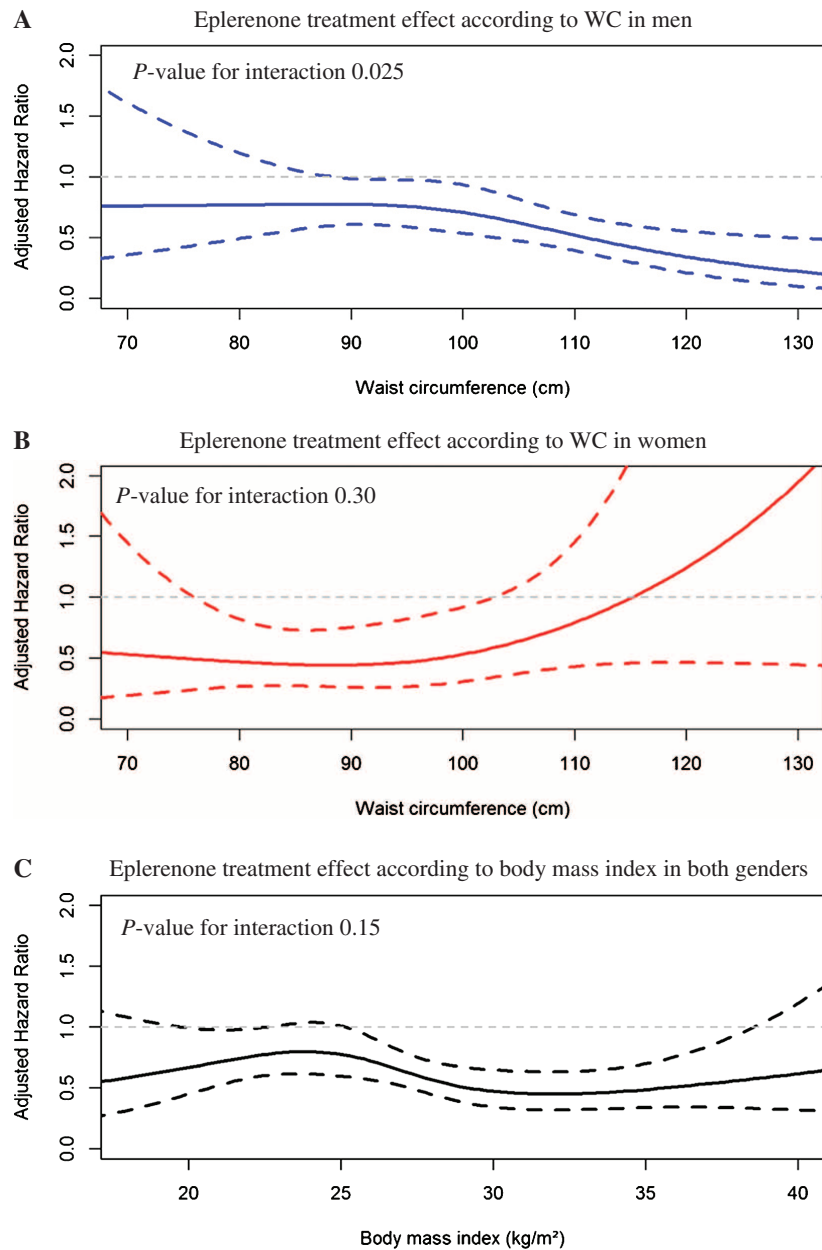 A Eplerenone treatment effect according to WC in men
P-value for interaction 0.025
Adjusted Hazard Ratio
2.0
1.5
1.0
0.5
0.0
70 80 90 100 110 120 130
Waist circumference (cm)
B Eplerenone treatment effect according to WC in women
P-value for interaction 0.30
Adjusted Hazard Ratio
2.0
1.5
1.0
0.5
0.0
70 80 90 100 110 120 130
Waist circumference (cm)
C Eplerenone treatment effect according to body mass index in both genders
P-value for interaction 0.15
Adjusted Hazard Ratio
2.0
1.5
1.0
0.5
0.0
20 25 30 35 40
Body mass index (kg/m²)